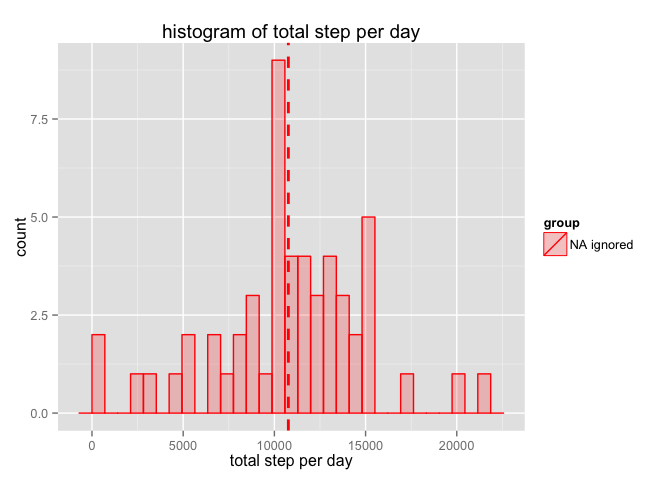 histogram of total step per day
7.5
5.0
2.5
0.0
count
0 5000 10000 15000 20000
total step per day
group
NA ignored